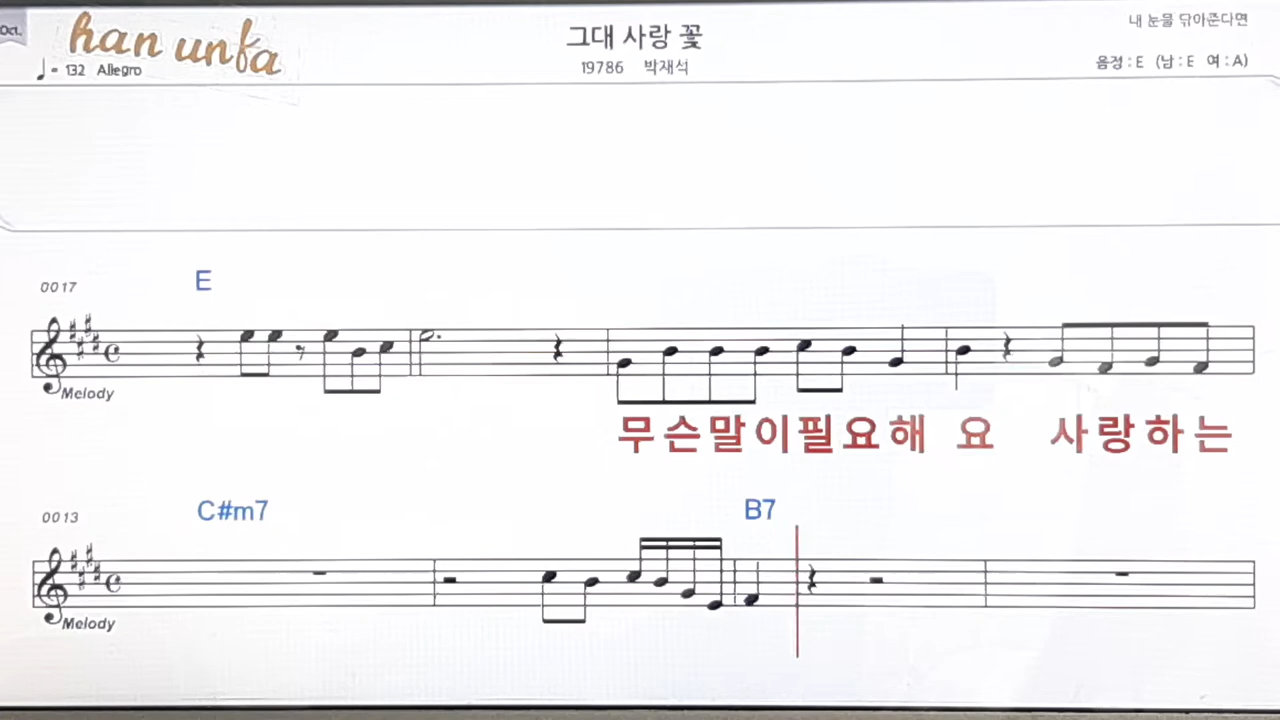 Oct.
han unfa
♩= 132 Allegro
그대 사랑 꽃
19786 박재석
내 눈물 닦아준다면
음정 : E (남 : E 여 : A)
0017
E
Melody
무슨말이필요해 요 사랑하는
0013
C#m7 B7
Melody